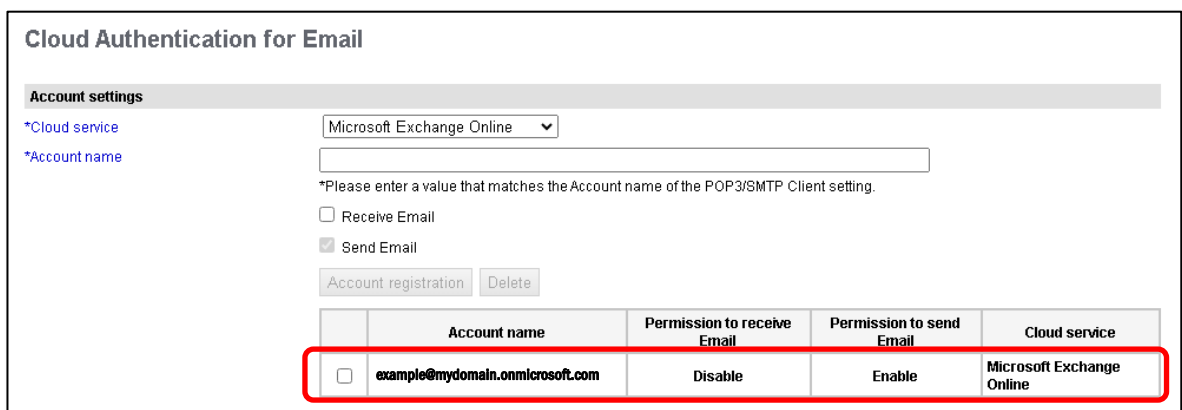 Cloud Authentication for Email
Account settings
*Cloud service
Microsoft Exchange Online
*Account name
*Please enter a value that matches the Account name of the POP3/SMTP Client setting.
Receive Email
Send Email
Account registration Delete
Account name Permission to receive Email Permission to send Email Cloud service
example@mydomain.onmicrosoft.com Disable Enable Microsoft Exchange Online